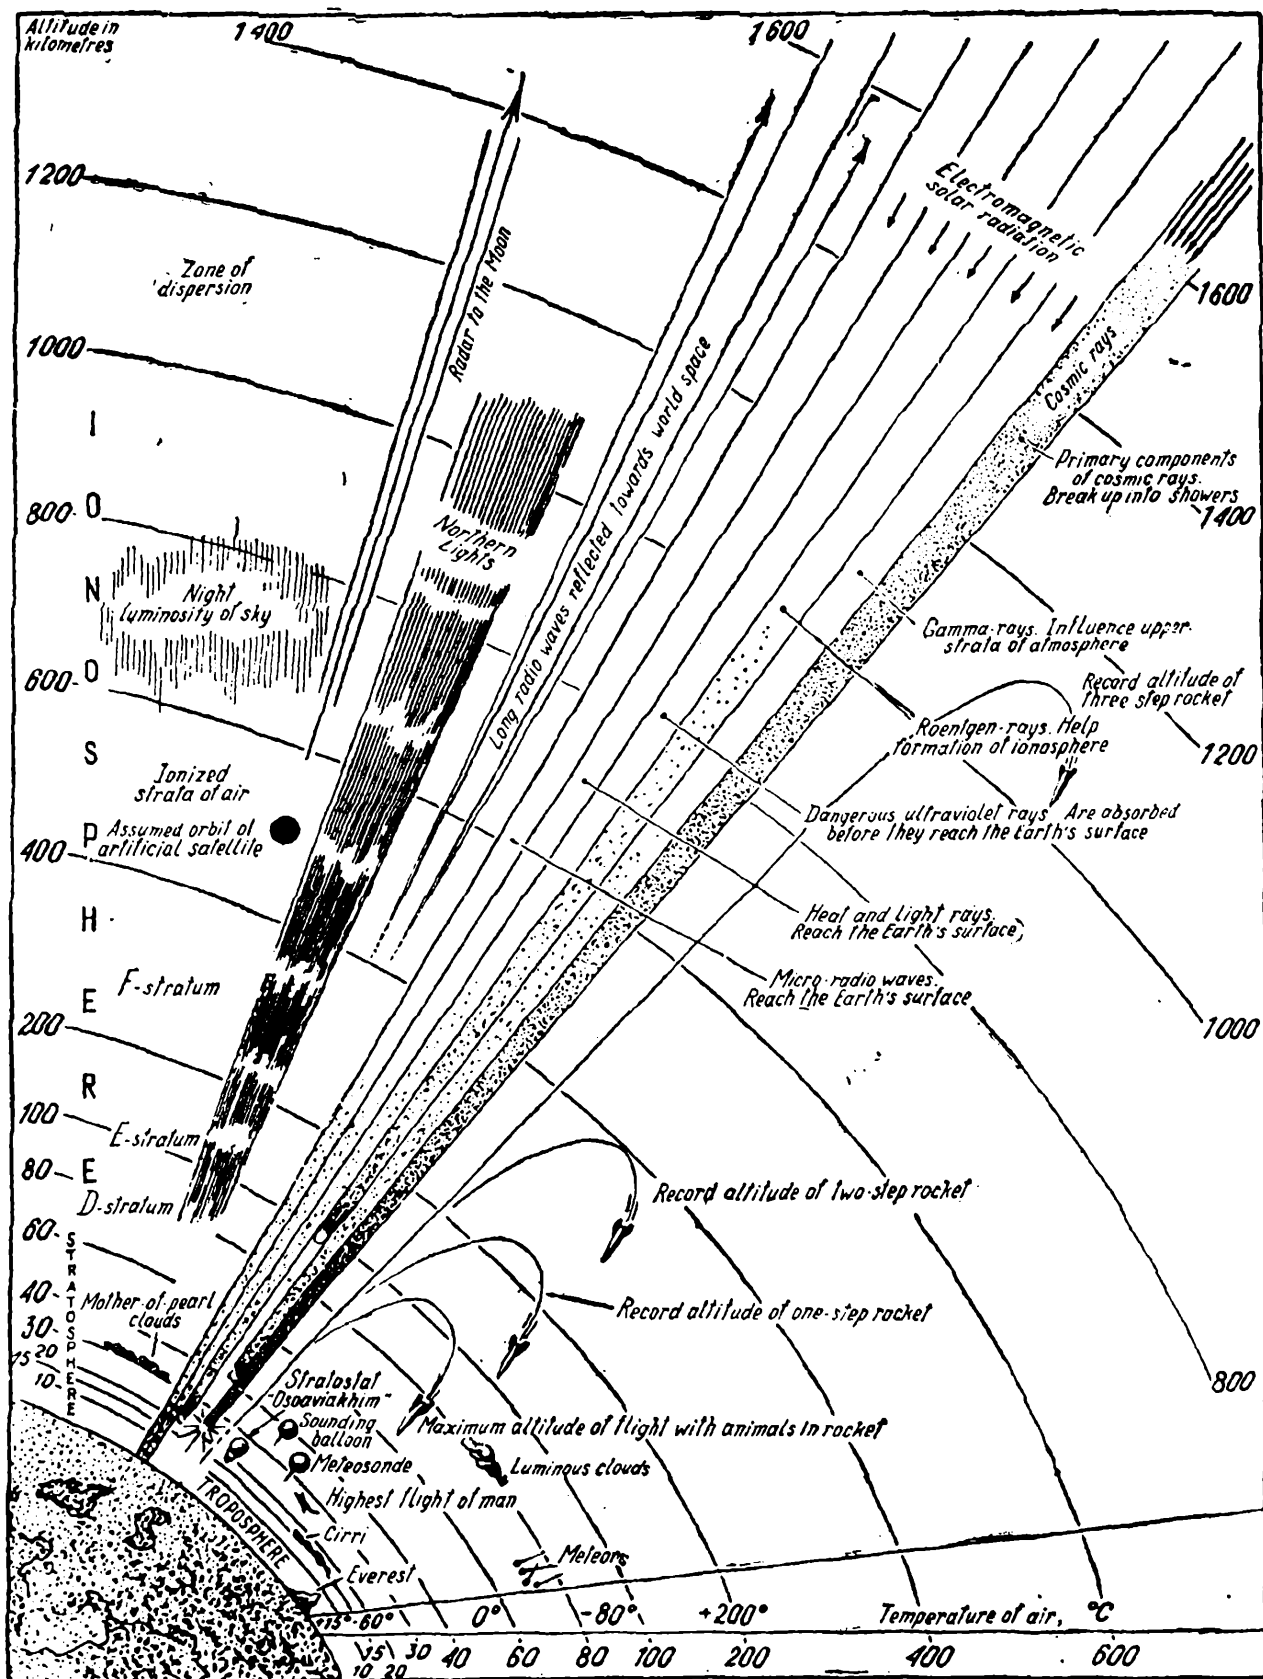 Altitude in
kilometres
1400
1600
1200
Zone of
dispersion
1000
Radar to the Moon
Electromagnetic
solar radiation
1600
Cosmic rays
Primary components
of cosmic rays.
Break up into showers
1400
IONOSPHERE
800
Northern
Lights
Night
luminosity of sky
Long radio waves reflected towards world space
Gamma-rays. Influence upper
strata of atmosphere
600
Record altitude of
three step rocket
Roentgen-rays. Help
formation of ionosphere
1200
Ionized
strata of air
Assumed orbit of
artificial satellite
Dangerous ultraviolet rays. Are absorbed
before they reach the Earth's surface
400
Heat and light rays.
Reach the Earth's surface
F-stratum
Micro-radio waves.
Reach the Earth's surface
200
1000
100
E-stratum
80
D-stratum
Record altitude of two-step rocket
60
STRATOSPHERE
40
Mother-of-pearl
clouds
Record altitude of one-step rocket
30
15 20
10
800
Stratostat
"Osoaviakhim"
Sounding
balloon
Maximum altitude of flight with animals in rocket
Meteosonde
Luminous clouds
TROPOSPHERE
Highest flight of man
Cirri
Everest
Meteors
15° -60° 0° -80° +200° Temperature of air, °C
15 30 40 60 80 100 200 400 600
10 20